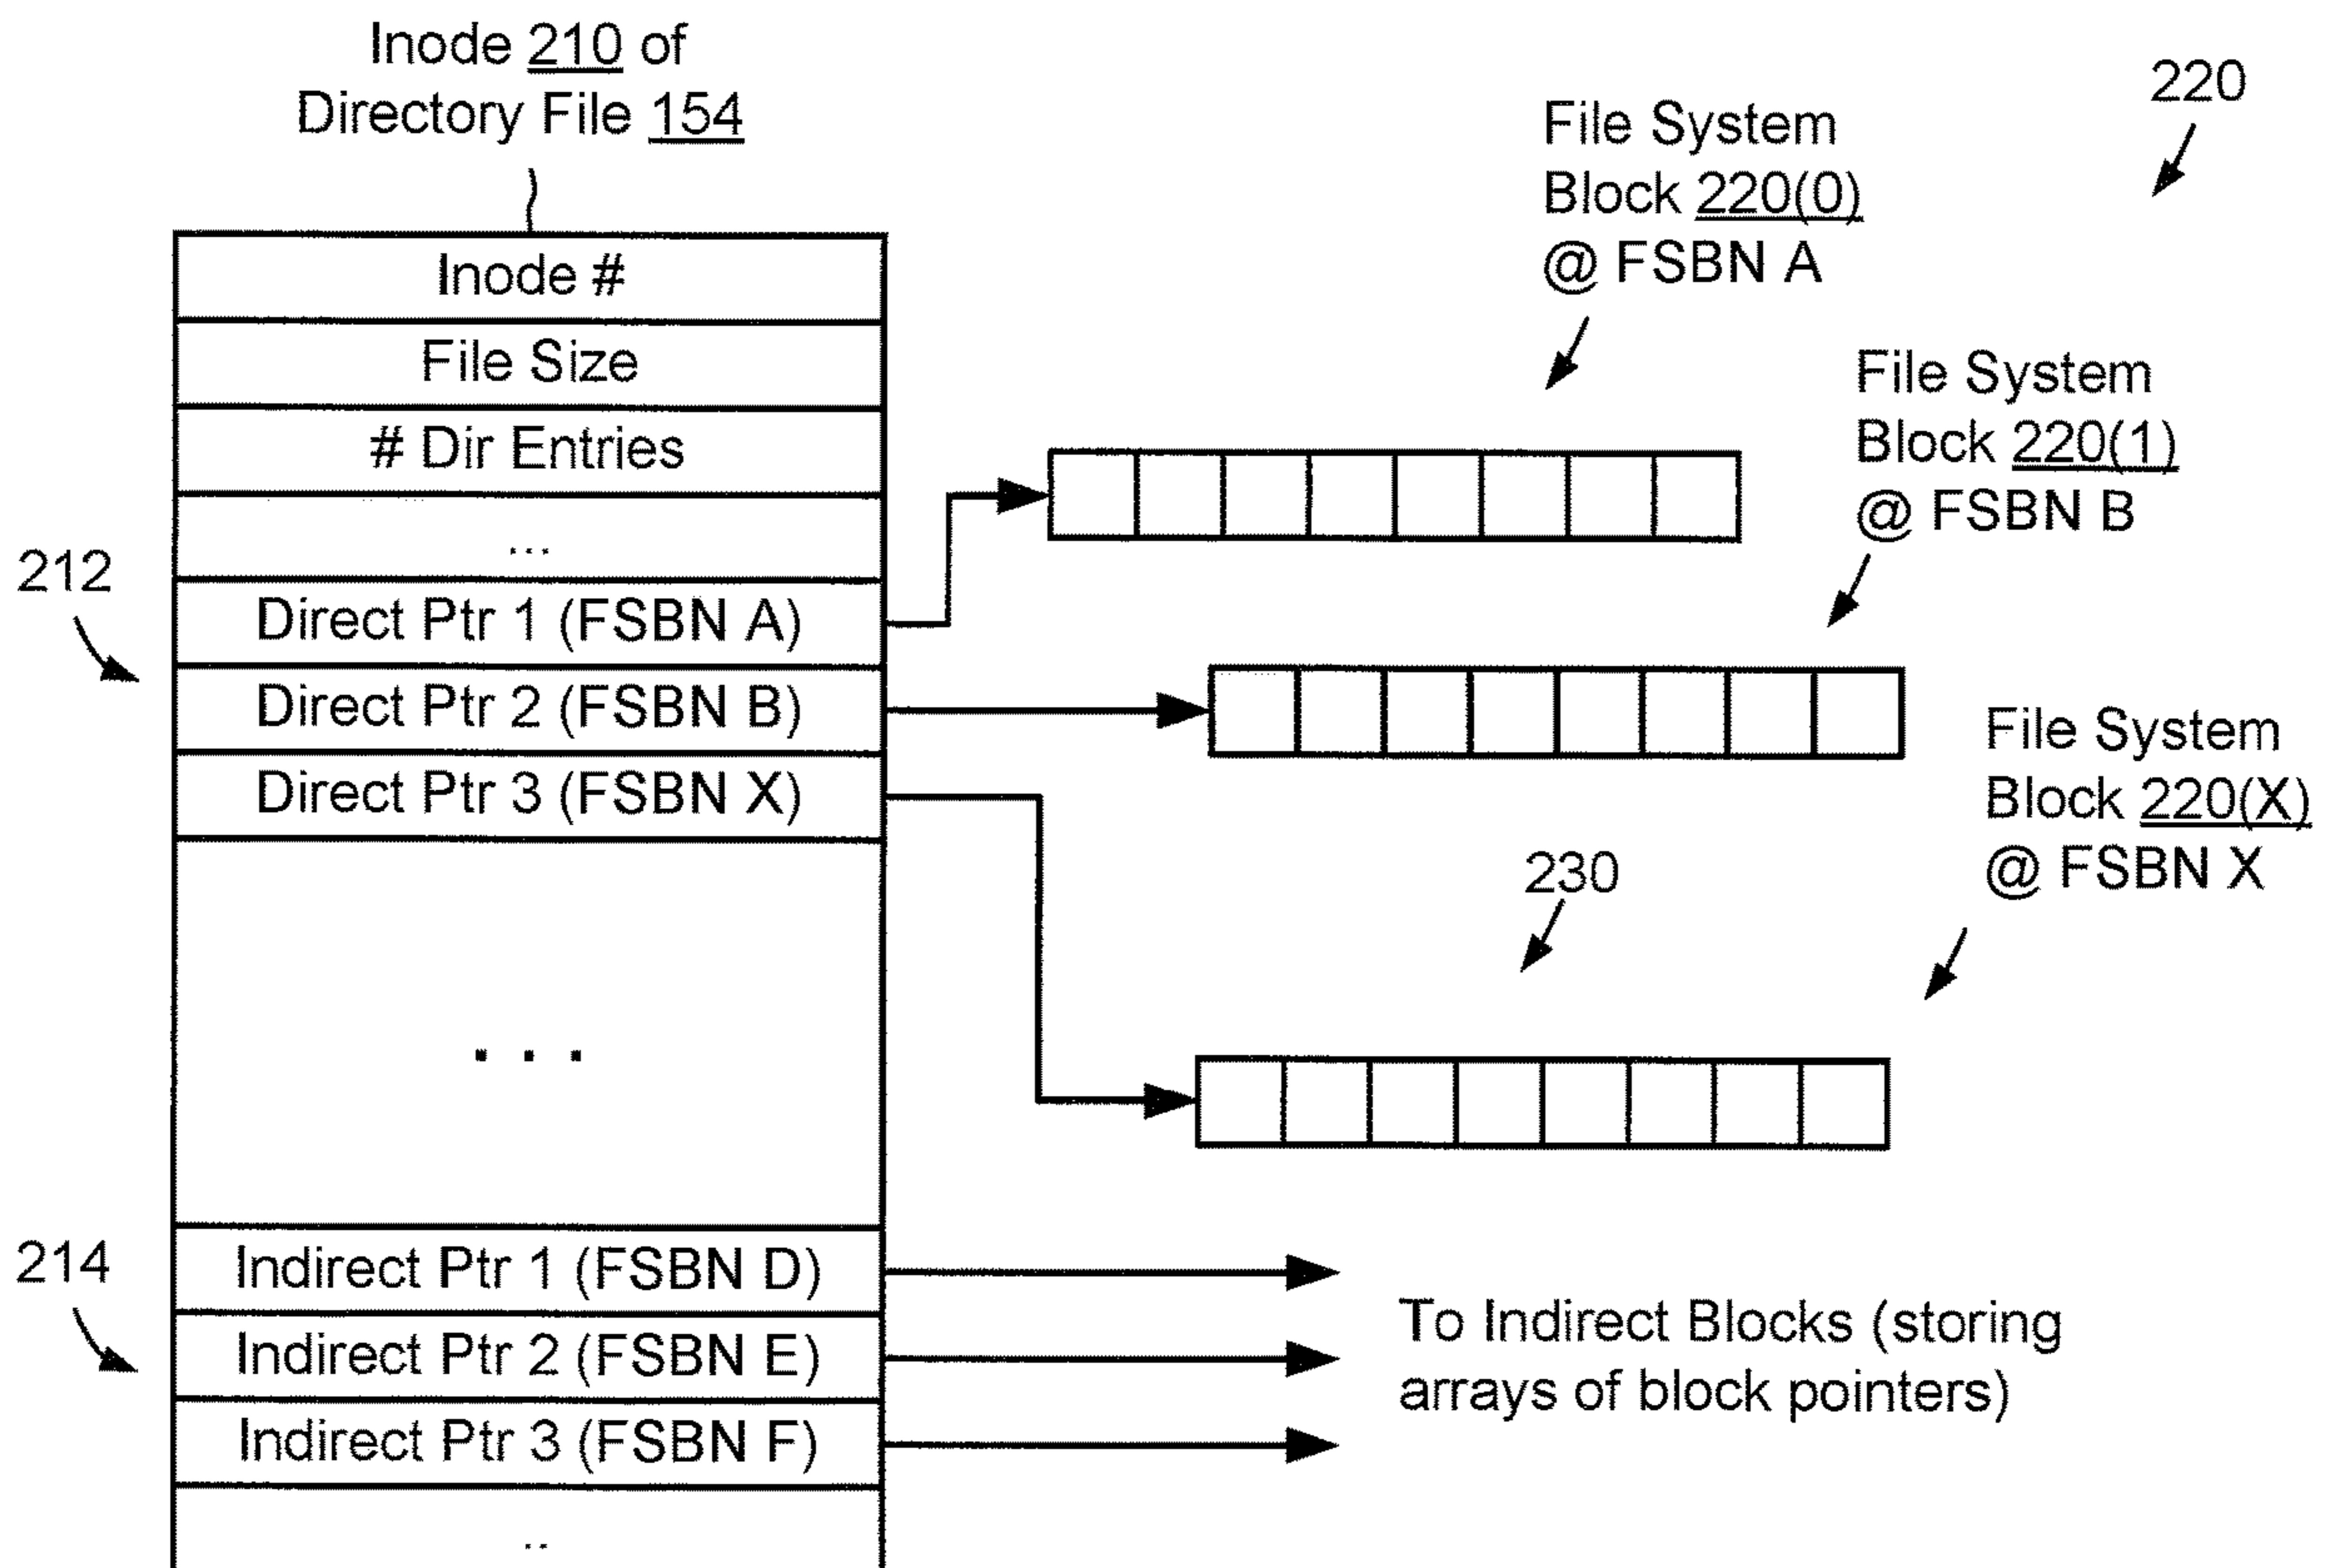 Inode 210 of
Directory File 154
Inode #
File Size
# Dir Entries
...
212
Direct Ptr 1 (FSBN A)
Direct Ptr 2 (FSBN B)
Direct Ptr 3 (FSBN X)
. . .
214
Indirect Ptr 1 (FSBN D)
Indirect Ptr 2 (FSBN E)
Indirect Ptr 3 (FSBN F)
..
220
File System
Block 220(0)
@ FSBN A
File System
Block 220(1)
@ FSBN B
File System
Block 220(X)
@ FSBN X
230
To Indirect Blocks (storing
arrays of block pointers)